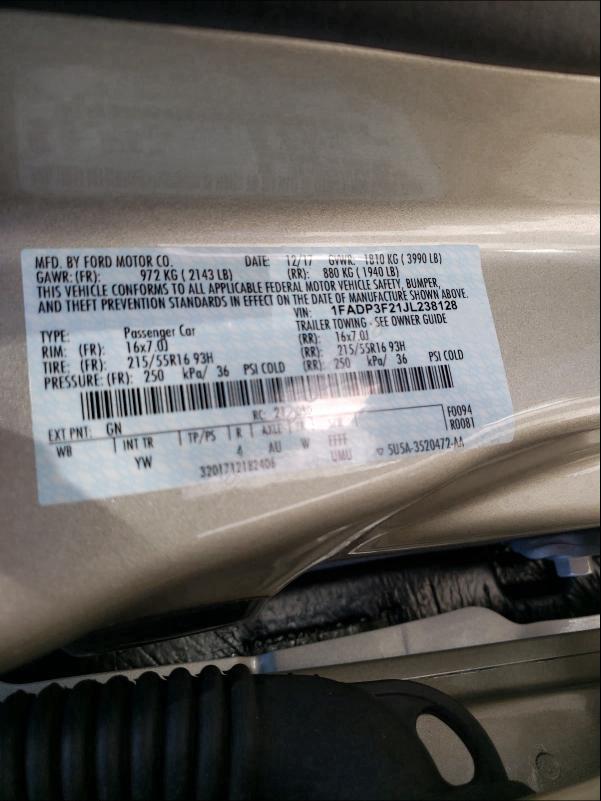 MFD. BY FORD MOTOR CO. DATE: 12/17 GVWR: 1810 KG ( 3990 LB)
GAWR: (FR): 972 KG ( 2143 LB) (RR): 880 KG ( 1940 LB)
THIS VEHICLE CONFORMS TO ALL APPLICABLE FEDERAL MOTOR VEHICLE SAFETY, BUMPER,
AND THEFT PREVENTION STANDARDS IN EFFECT ON THE DATE OF MANUFACTURE SHOWN ABOVE.
VIN: 1FADP3F21JL238128
TYPE: Passenger Car TRAILER TOWING - SEE OWNER GUIDE
RIM: (FR): 16x7.0J (RR): 16x7.0J
TIRE: (FR): 215/55R16 93H (RR): 215/55R16 93H
PRESSURE: (FR): 250 kPa/ 36 PSI COLD (RR): 250 kPa/ 36 PSI COLD
EXT PNT: GN RC: F0094
R0081
WB INT TR TP/PS R AXLE
YW 4 AU W FFFF
UMU ▽ 5U5A-3520472-AA
3201712182406